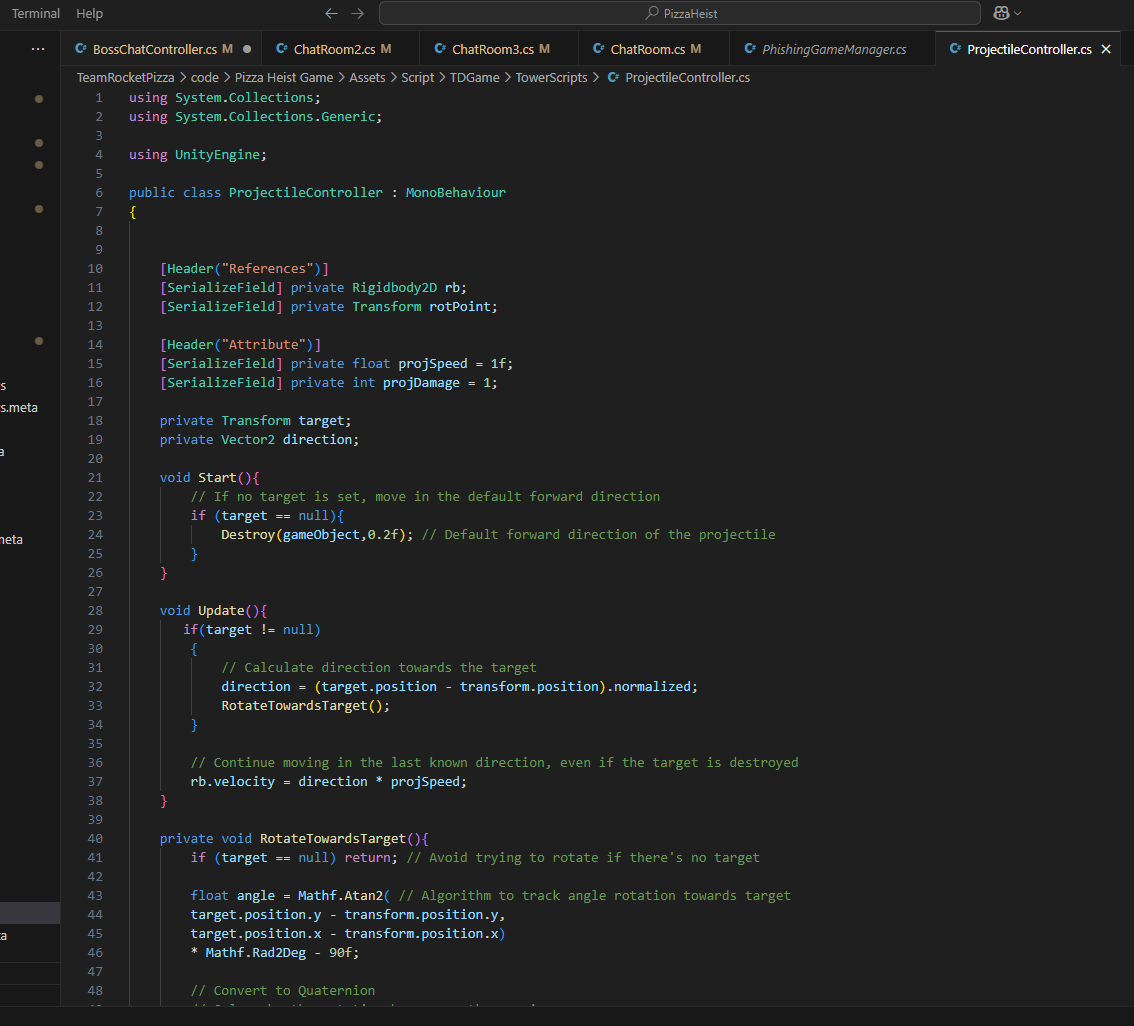 Terminal Help
PizzaHeist
BossChatController.cs M
ChatRoom2.cs M
ChatRoom3.cs M
ChatRoom.cs M
PhishingGameManager.cs
ProjectileController.cs
TeamRocketPizza > code > Pizza Heist Game > Assets > Script > TDGame > TowerScripts > ProjectileController.cs
1 using System.Collections;
2 using System.Collections.Generic;
3
4 using UnityEngine;
5
6 public class ProjectileController : MonoBehaviour
7 {
8
9
10 [Header("References")]
11 [SerializeField] private Rigidbody2D rb;
12 [SerializeField] private Transform rotPoint;
13
14 [Header("Attribute")]
15 [SerializeField] private float projSpeed = 1f;
16 [SerializeField] private int projDamage = 1;
17
18 private Transform target;
19 private Vector2 direction;
20
21 void Start(){
22 // If no target is set, move in the default forward direction
23 if (target == null){
24 Destroy(gameObject,0.2f); // Default forward direction of the projectile
25 }
26 }
27
28 void Update(){
29 if(target != null)
30 {
31 // Calculate direction towards the target
32 direction = (target.position - transform.position).normalized;
33 RotateTowardsTarget();
34 }
35
36 // Continue moving in the last known direction, even if the target is destroyed
37 rb.velocity = direction * projSpeed;
38 }
39
40 private void RotateTowardsTarget(){
41 if (target == null) return; // Avoid trying to rotate if there's no target
42
43 float angle = Mathf.Atan2( // Algorithm to track angle rotation towards target
44 target.position.y - transform.position.y,
45 target.position.x - transform.position.x)
46 * Mathf.Rad2Deg - 90f;
47
48 // Convert to Quaternion
s
s.meta
a
neta
ta